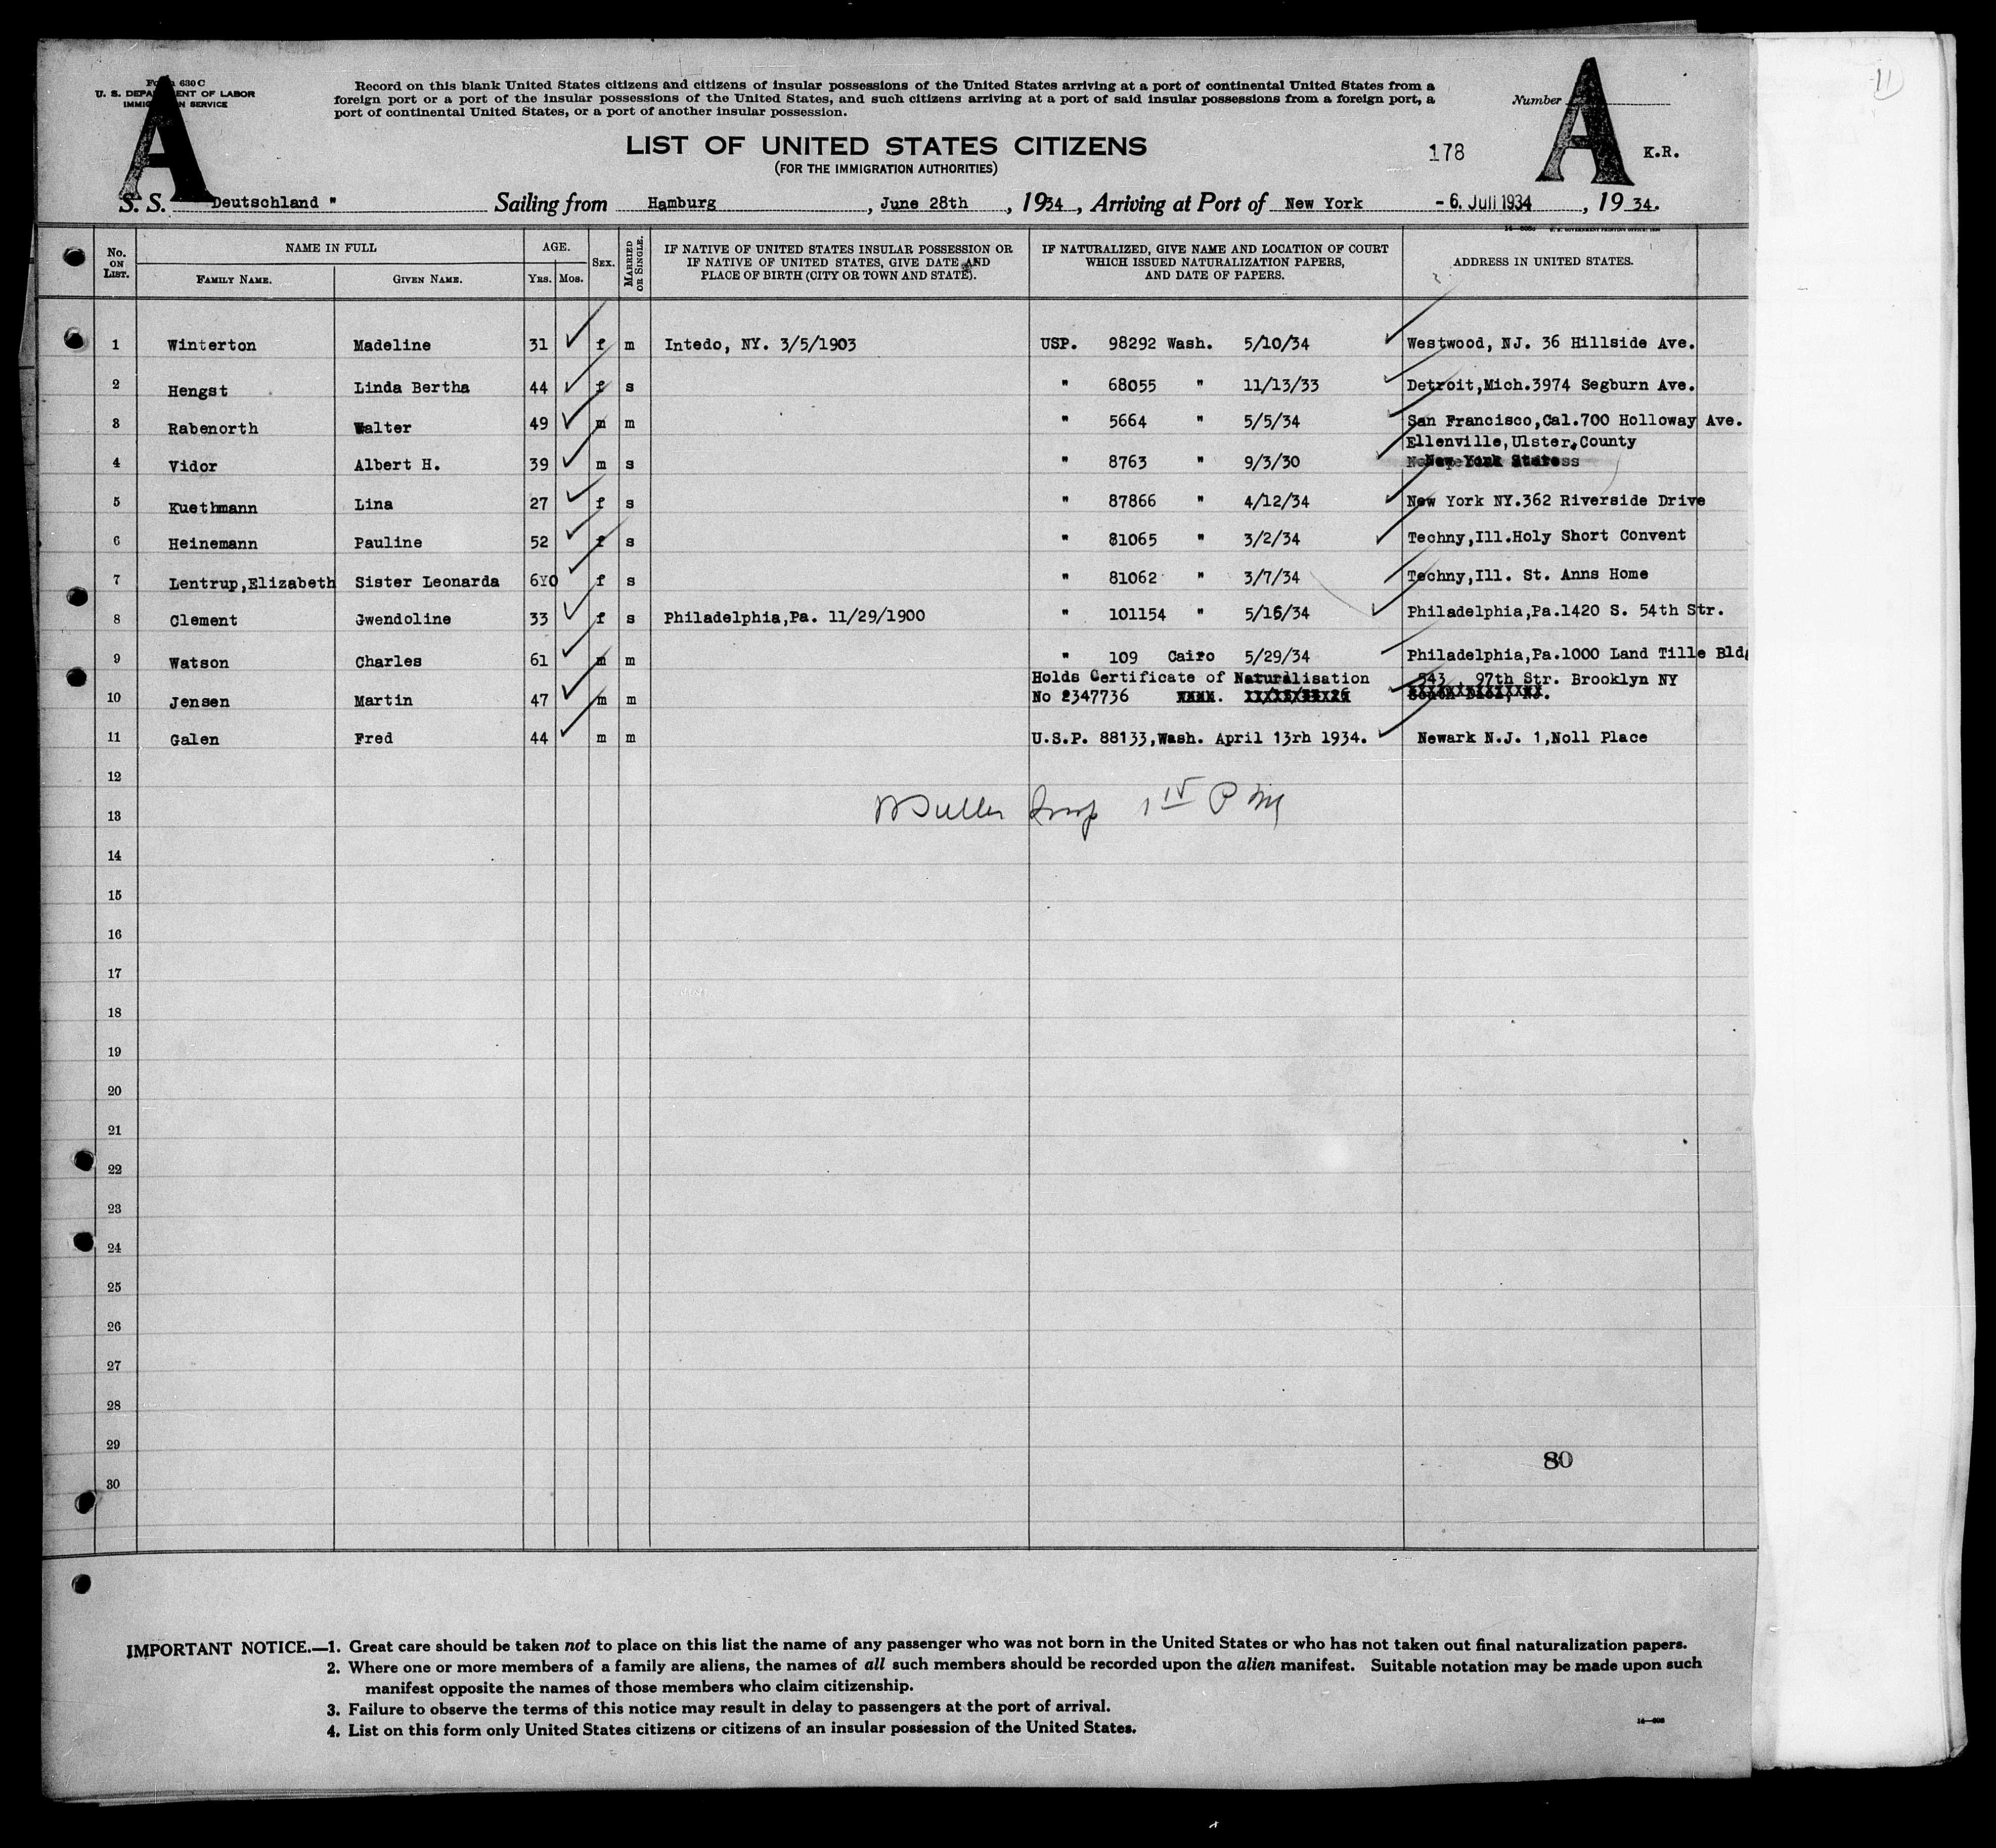 Form 630 C
U. S. DEPARTMENT OF LABOR
IMMIGRATION SERVICE
A
Record on this blank United States citizens and citizens of insular possessions of the United States arriving at a port of continental United States from a
foreign port or a port of the insular possessions of the United States, and such citizens arriving at a port of said insular possessions from a foreign port, a
port of continental United States, or a port of another insular possession.
Number
A
K.R.
11
LIST OF UNITED STATES CITIZENS
(FOR THE IMMIGRATION AUTHORITIES)
178
S. S. Deutschland " Sailing from Hamburg , June 28th , 1934 , Arriving at Port of New York - 6. Juli 1934 , 19 34.
No. ON LIST. NAME IN FULL AGE. SEX. MARRIED OR SINGLE. IF NATIVE OF UNITED STATES INSULAR POSSESSION OR IF NATIVE OF UNITED STATES, GIVE DATE AND PLACE OF BIRTH (CITY OR TOWN AND STATE). IF NATURALIZED, GIVE NAME AND LOCATION OF COURT WHICH ISSUED NATURALIZATION PAPERS, AND DATE OF PAPERS. ADDRESS IN UNITED STATES.
FAMILY NAME. GIVEN NAME. YRS. MOS.
1 Winterton Madeline 31 f m Intedo, NY. 3/5/1903 USP. 98292 Wash. 5/10/34 Westwood, NJ. 36 Hillside Ave.
2 Hengst Linda Bertha 44 f s " 68055 " 11/13/33 Detroit,Mich.3974 Segburn Ave.
3 Rabenorth Walter 49 m m " 5664 " 5/5/34 San Francisco,Cal.700 Holloway Ave.
Ellenville,Ulster,County
4 Vidor Albert H. 39 m s " 8763 " 9/3/30 New York State
5 Kuethmann Lina 27 f s " 87866 " 4/12/34 New York NY.362 Riverside Drive
6 Heinemann Pauline 52 f s " 81065 " 3/2/34 Techny,Ill.Holy Short Convent
7 Lentrup,Elizabeth Sister Leonarda 6Y0 f s " 81062 " 3/7/34 Techny,Ill. St. Anns Home
8 Clement Gwendoline 33 f s Philadelphia,Pa. 11/29/1900 " 101154 " 5/16/34 Philadelphia,Pa.1420 S. 54th Str.
9 Watson Charles 61 m m " 109 Cairo 5/29/34 Philadelphia,Pa.1000 Land Tille Bldg
Holds Certificate of Naturalisation 543 97th Str. Brooklyn NY
10 Jensen Martin 47 m m No 2347736
11 Galen Fred 44 m m U.S.P. 88133,Wash. April 13rh 1934. Newark N.J. 1,Noll Place
12
13
14
15
16
17
18
19
20
21
22
23
24
25
26
27
28
29
80
30
IMPORTANT NOTICE.—1. Great care should be taken not to place on this list the name of any passenger who was not born in the United States or who has not taken out final naturalization papers.
2. Where one or more members of a family are aliens, the names of all such members should be recorded upon the alien manifest. Suitable notation may be made upon such
manifest opposite the names of those members who claim citizenship.
3. Failure to observe the terms of this notice may result in delay to passengers at the port of arrival.
4. List on this form only United States citizens or citizens of an insular possession of the United States.